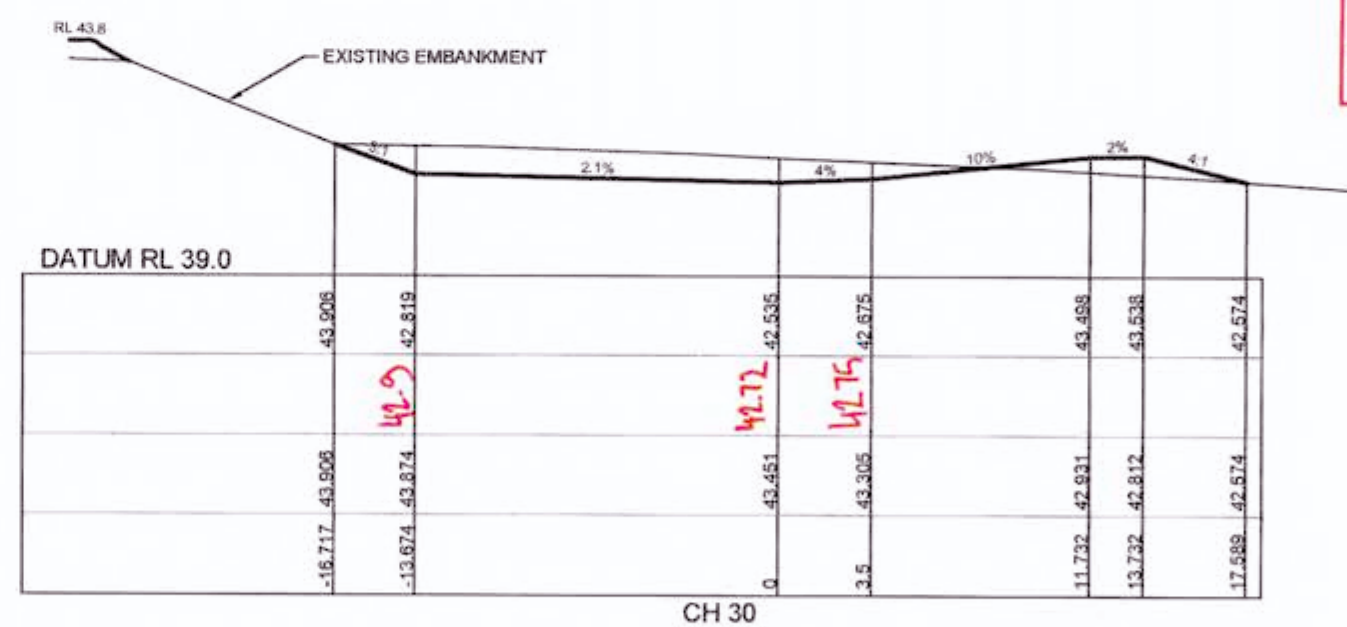 RL 43.8
EXISTING EMBANKMENT
3:1
2.1%
4%
10%
2%
4:1
DATUM RL 39.0
43.906 42.819 42.535 42.675 43.498 43.538 42.574
42.9 42.72 42.75
43.906 43.874 43.451 43.305 42.931 42.812 42.574
-16.717 -13.674 0 3.5 11.732 13.732 17.589
CH 30